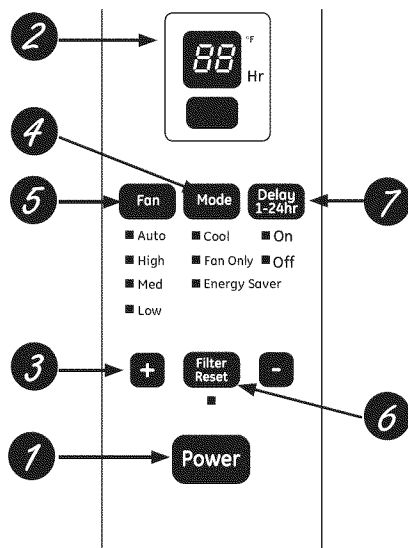 2
88 °F
Hr
4
5 Fan Mode Delay 1-24hr 7
Auto Cool On
High Fan Only Off
Med Energy Saver
Low
3 + Filter Reset -
6
1 Power